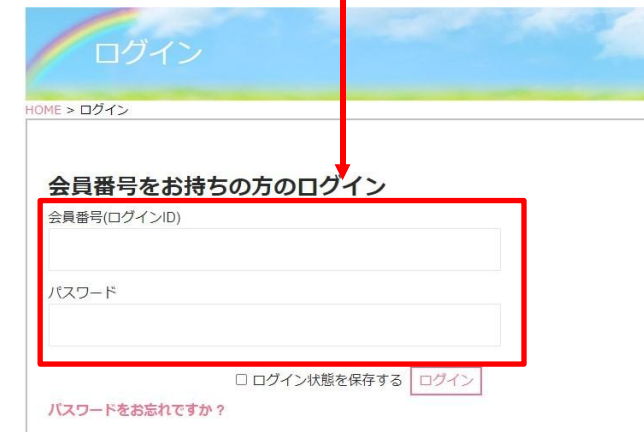 ログイン
HOME > ログイン
会員番号をお持ちの方のログイン
会員番号(ログインID)
パスワード
ログイン状態を保存する ログイン
パスワードをお忘れですか？